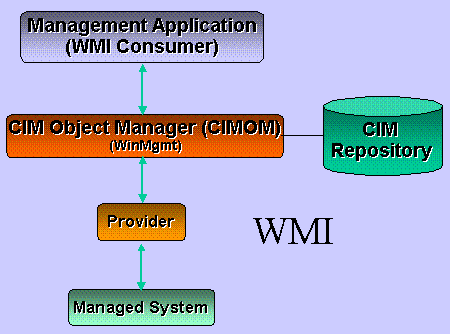 Management Application
(WMI Consumer)
CIM Object Manager (CIMOM)
(WinMgmt)
CIM
Repository
Provider
WMI
Managed System